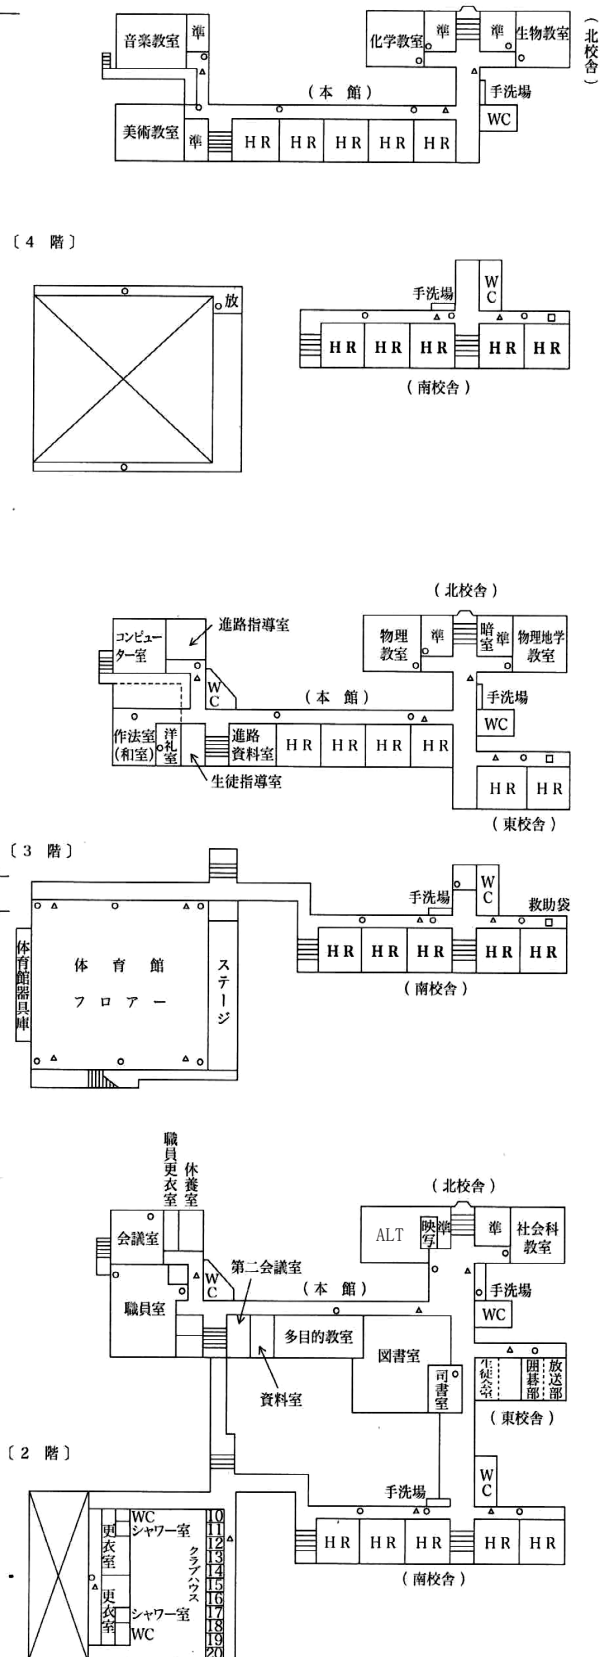 音楽教室
準
化学教室
準
準
生物教室
(北校舎)
(本館)
手洗場
WC
美術教室
準
HR
HR
HR
HR
HR
〔4 階〕
放
手洗場
WC
HR
HR
HR
HR
HR
(南校舎)
(北校舎)
コンピュー
ター室
進路指導室
物理
教室
準
暗室
準
物理地学
教室
WC
(本館)
手洗場
WC
作法室
(和室)
洋礼室
進路
資料室
HR
HR
HR
HR
生徒指導室
HR
HR
(東校舎)
〔3 階〕
手洗場
WC
救助袋
体育館器具庫
体育館
フロアー
ステージ
HR
HR
HR
HR
HR
(南校舎)
職員更衣室
休養室
(北校舎)
会議室
ALT
映写
準
準
社会科
教室
WC
第二会議室
(本館)
手洗場
WC
職員室
多目的教室
図書室
司書室
資料室
生徒会室
囲碁部
放送部
(東校舎)
〔2 階〕
WC
手洗場
更衣室
WC
シャワー室
クラブハウス
10
11
12
13
14
15
16
17
18
19
20
更衣室
シャワー室
WC
HR
HR
HR
HR
HR
(南校舎)